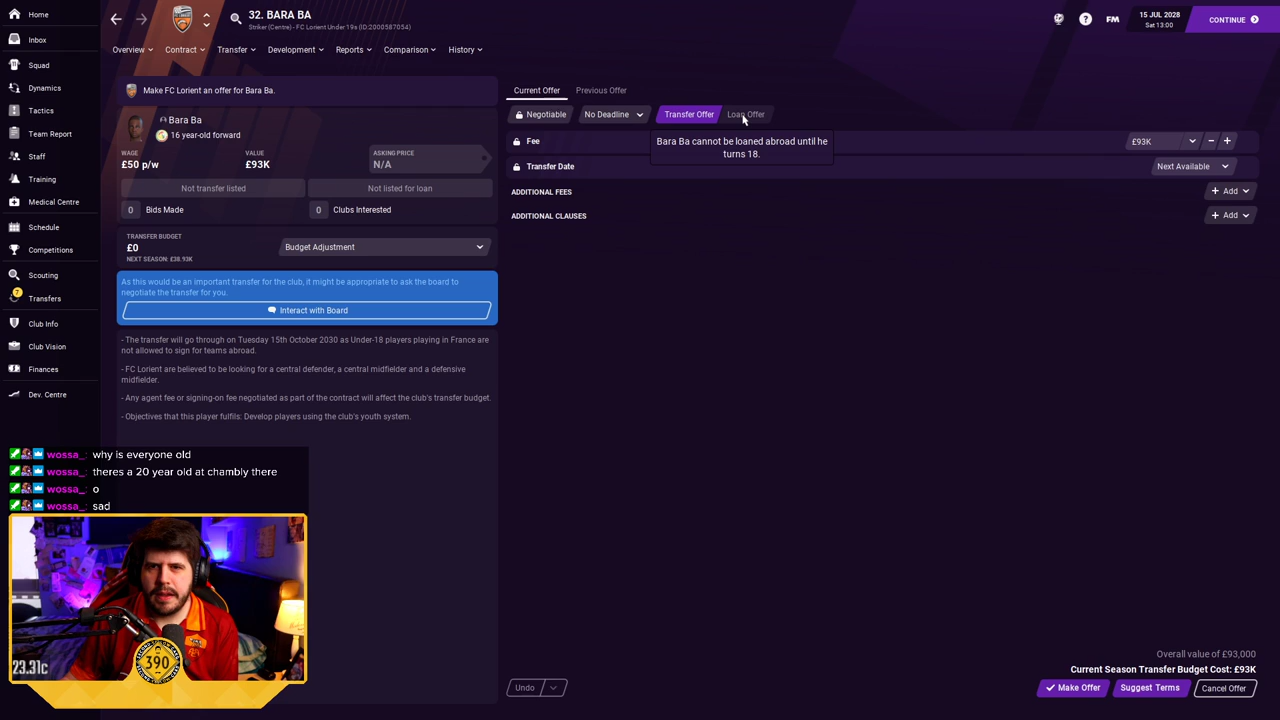 Home
Inbox
Squad
Dynamics
Tactics
Team Report
Staff
Training
Medical Centre
Schedule
Competitions
Scouting
7
Transfers
Club Info
Club Vision
Finances
Dev. Centre
32. BARA BA
Striker (Centre) - FC Lorient Under 19s (ID:2000587054)
FM
15 JUL 2028
Sat 13:00
CONTINUE
Overview
Contract
Transfer
Development
Reports
Comparison
History
Make FC Lorient an offer for Bara Ba.
Bara Ba
16 year-old forward
WAGE
£50 p/w
VALUE
£93K
ASKING PRICE
N/A
Not transfer listed
Not listed for loan
0 Bids Made
0 Clubs Interested
TRANSFER BUDGET
£0
NEXT SEASON: £38.93K
Budget Adjustment
As this would be an important transfer for the club, it might be appropriate to ask the board to
negotiate the transfer for you.
Interact with Board
- The transfer will go through on Tuesday 15th October 2030 as Under-18 players playing in France are
not allowed to sign for teams abroad.
- FC Lorient are believed to be looking for a central defender, a central midfielder and a defensive
midfielder.
- Any agent fee or signing-on fee negotiated as part of the contract will affect the club's transfer budget.
- Objectives that this player fulfils: Develop players using the club's youth system.
Current Offer
Previous Offer
Negotiable
No Deadline
Transfer Offer
Loan Offer
Bara Ba cannot be loaned abroad until he
turns 18.
Fee
£93K
Transfer Date
Next Available
ADDITIONAL FEES
+ Add
ADDITIONAL CLAUSES
+ Add
wossa_: why is everyone old
wossa_: theres a 20 year old at chambly there
wossa_: o
wossa_: sad
23.31c
390
Overall value of £93,000
Current Season Transfer Budget Cost: £93K
Undo
Make Offer
Suggest Terms
Cancel Offer